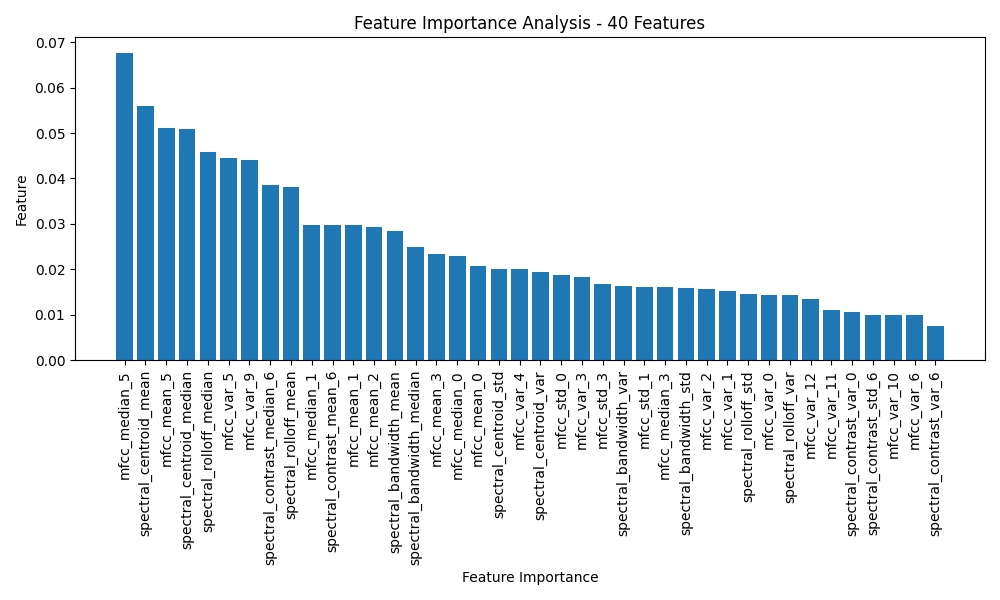 Feature Importance Analysis - 40 Features
Feature
0.07
0.06
0.05
0.04
0.03
0.02
0.01
0.00
mfcc_median_5
spectral_centroid_mean
mfcc_mean_5
spectral_centroid_median
spectral_rolloff_median
mfcc_var_5
mfcc_var_9
spectral_contrast_median_6
spectral_rolloff_mean
mfcc_median_1
spectral_contrast_mean_6
mfcc_mean_1
mfcc_mean_2
spectral_bandwidth_mean
spectral_bandwidth_median
mfcc_mean_3
mfcc_median_0
mfcc_mean_0
spectral_centroid_std
mfcc_var_4
spectral_centroid_var
mfcc_std_0
mfcc_var_3
mfcc_std_3
spectral_bandwidth_var
mfcc_std_1
mfcc_median_3
spectral_bandwidth_std
mfcc_var_2
mfcc_var_1
spectral_rolloff_std
mfcc_var_0
spectral_rolloff_var
mfcc_var_12
mfcc_var_11
spectral_contrast_var_0
spectral_contrast_std_6
mfcc_var_10
mfcc_var_6
spectral_contrast_var_6
Feature Importance